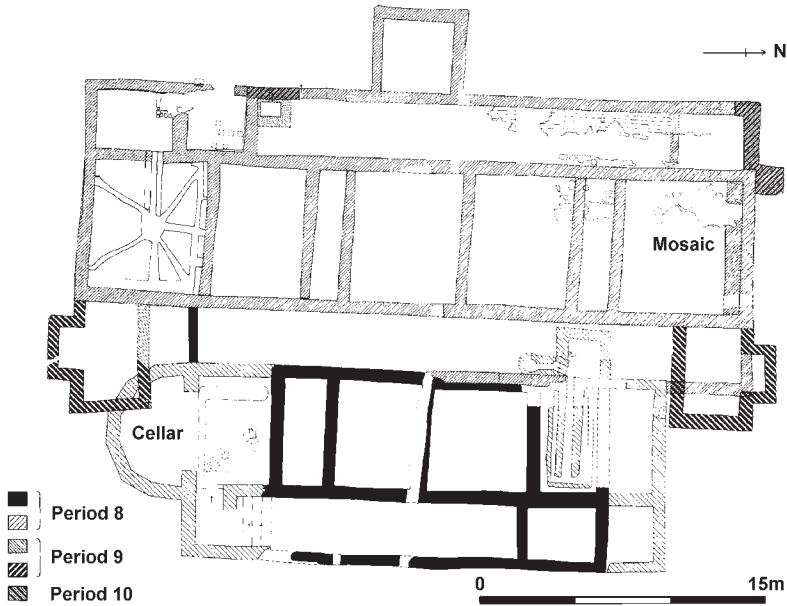 N
Mosaic
Cellar
Period 8
Period 9
Period 10
0 15m